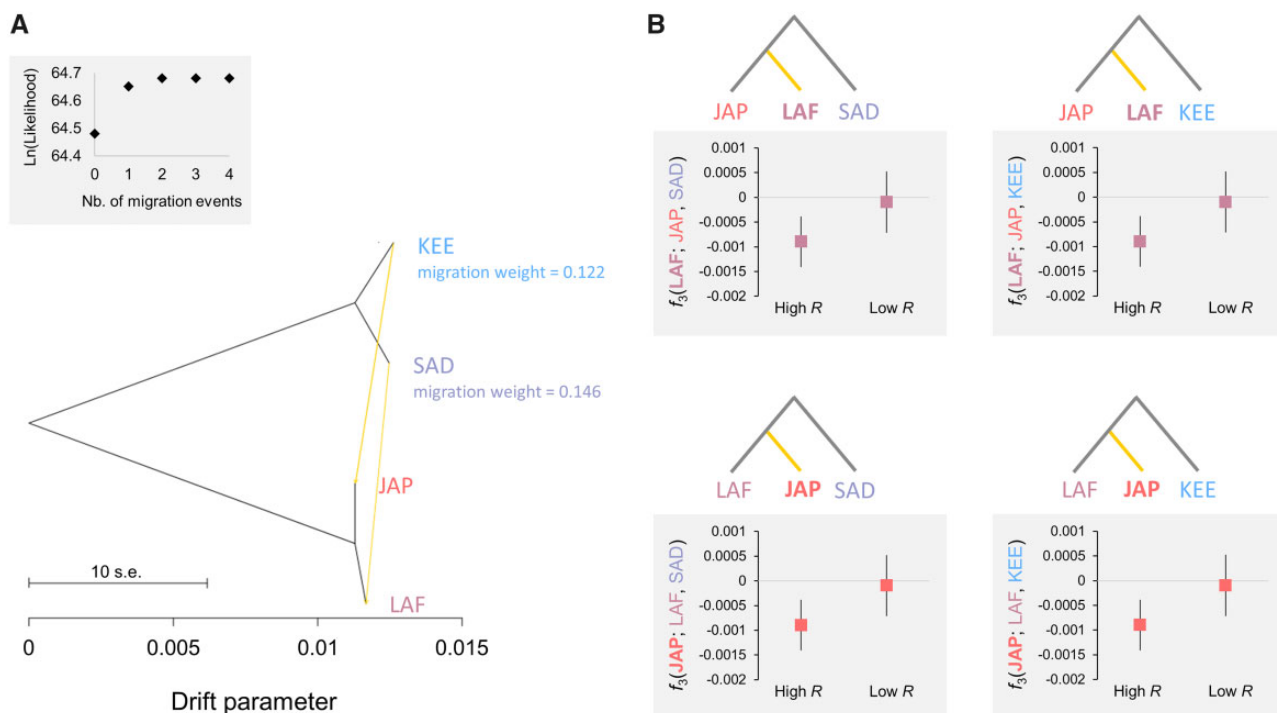 A
Ln(Likelihood)
64.7
64.6
64.5
64.4
0 1 2 3 4
Nb. of migration events
KEE
migration weight = 0.122
SAD
migration weight = 0.146
JAP
LAF
10 s.e.
0 0.005 0.01 0.015
Drift parameter
B
JAP LAF SAD
f3(LAF; JAP, SAD)
0.001
0.0005
0
-0.0005
-0.001
-0.0015
-0.002
High R Low R
JAP LAF KEE
f3(LAF; JAP, KEE)
0.001
0.0005
0
-0.0005
-0.001
-0.0015
-0.002
High R Low R
LAF JAP SAD
f3(JAP; LAF, SAD)
0.001
0.0005
0
-0.0005
-0.001
-0.0015
-0.002
High R Low R
LAF JAP KEE
f3(JAP; LAF, KEE)
0.001
0.0005
0
-0.0005
-0.001
-0.0015
-0.002
High R Low R